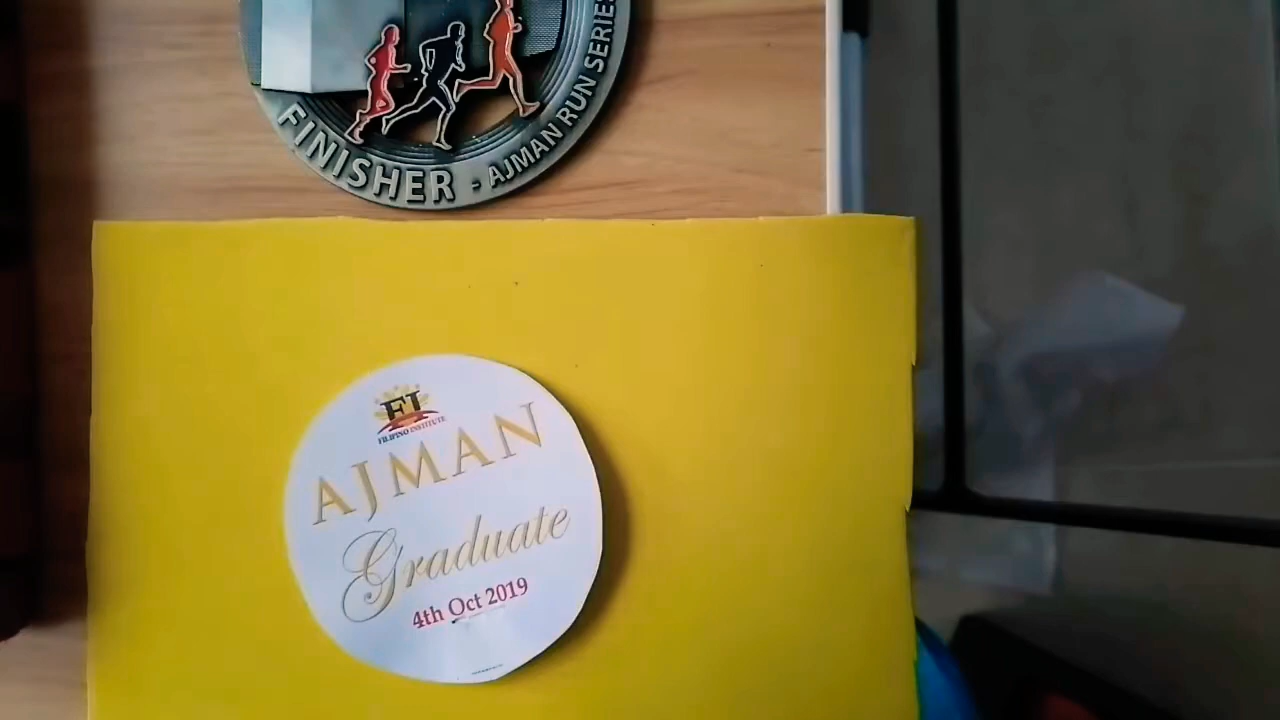 FINISHER - AJMAN RUN SERIES
FI
FILIPINO INSTITUTE
AJMAN
Graduate
4th Oct 2019